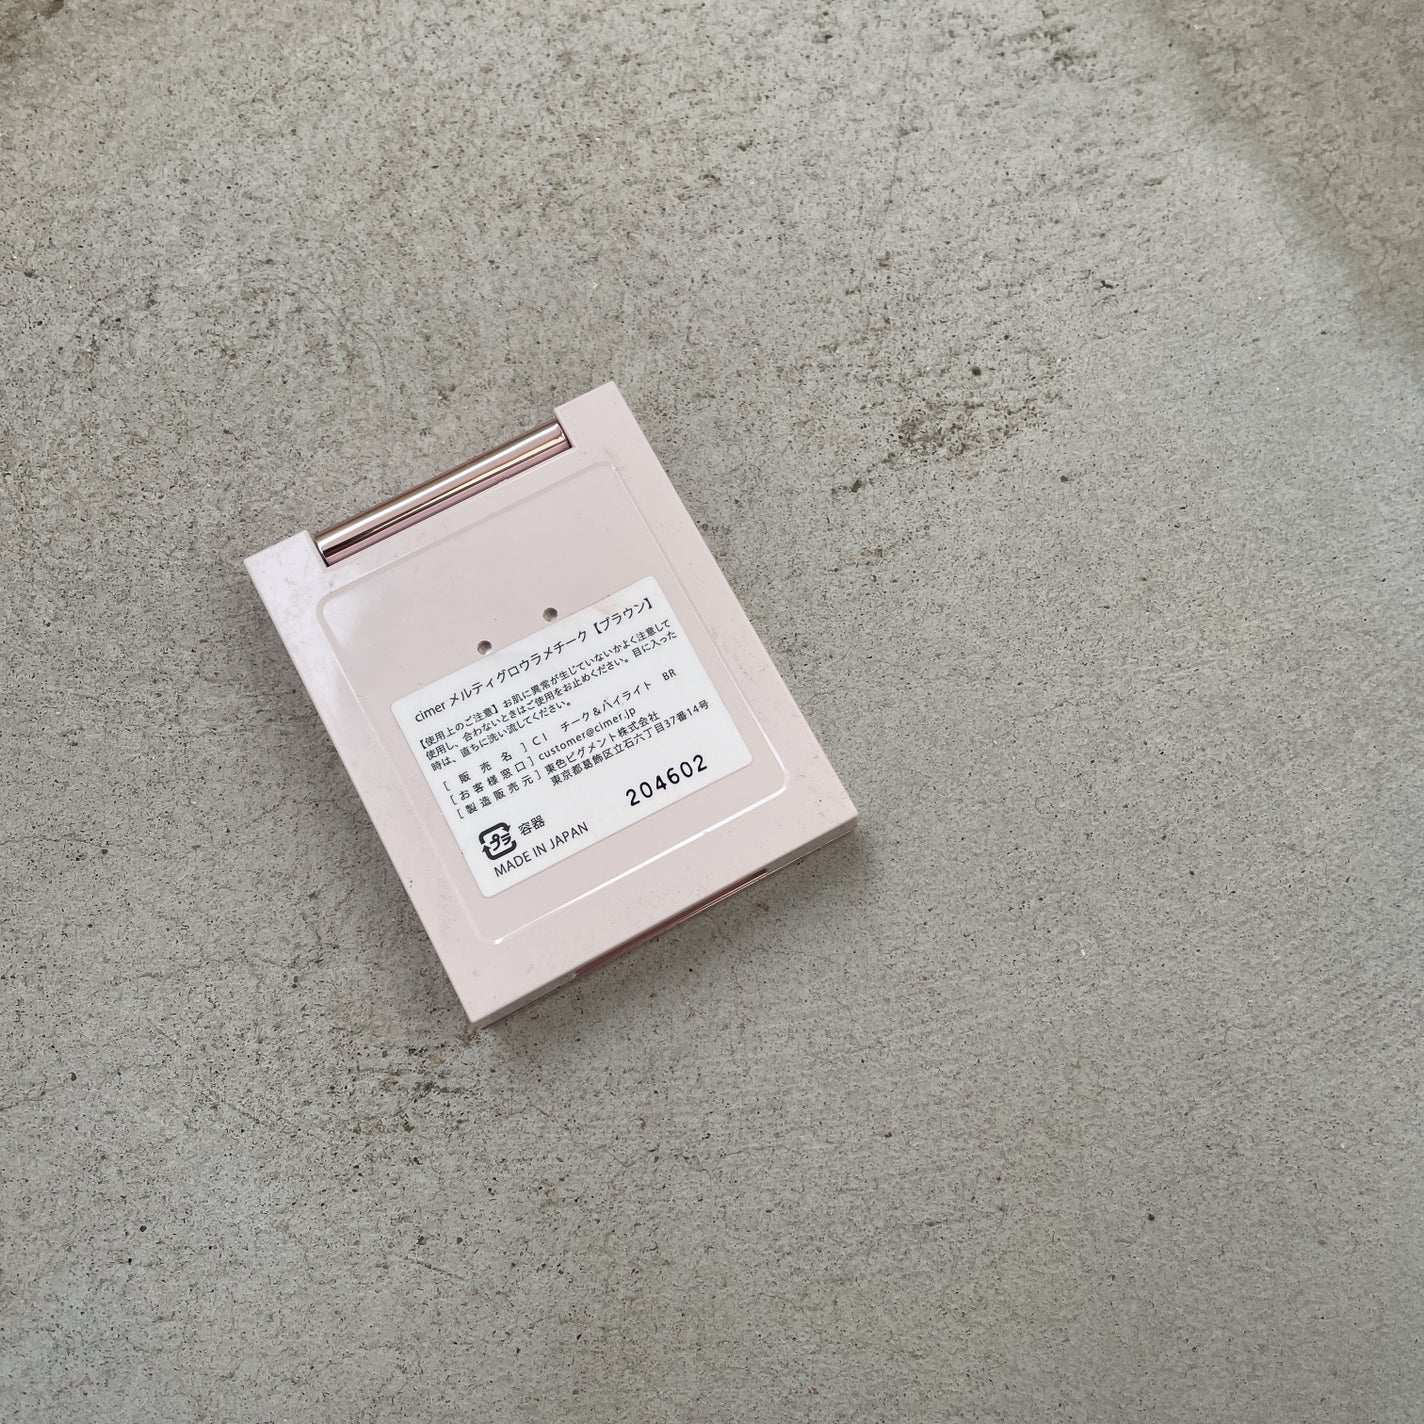 cimer メルティグロウラメチーク【ブラウン】
【使用上のご注意】お肌に異常が生じていないかよく注意して
使用し、合わないときはご使用をお止めください。目に入った
時は、直ちに洗い流してください。
[ 販 売 名 ] CI チーク＆ハイライト BR
[ お 客 様 窓 口 ] customer@cimer.jp
[ 製 造 販 売 元 ] 東色ピグメント株式会社
東京都葛飾区立石六丁目37番14号
204602
プラ 容器
MADE IN JAPAN